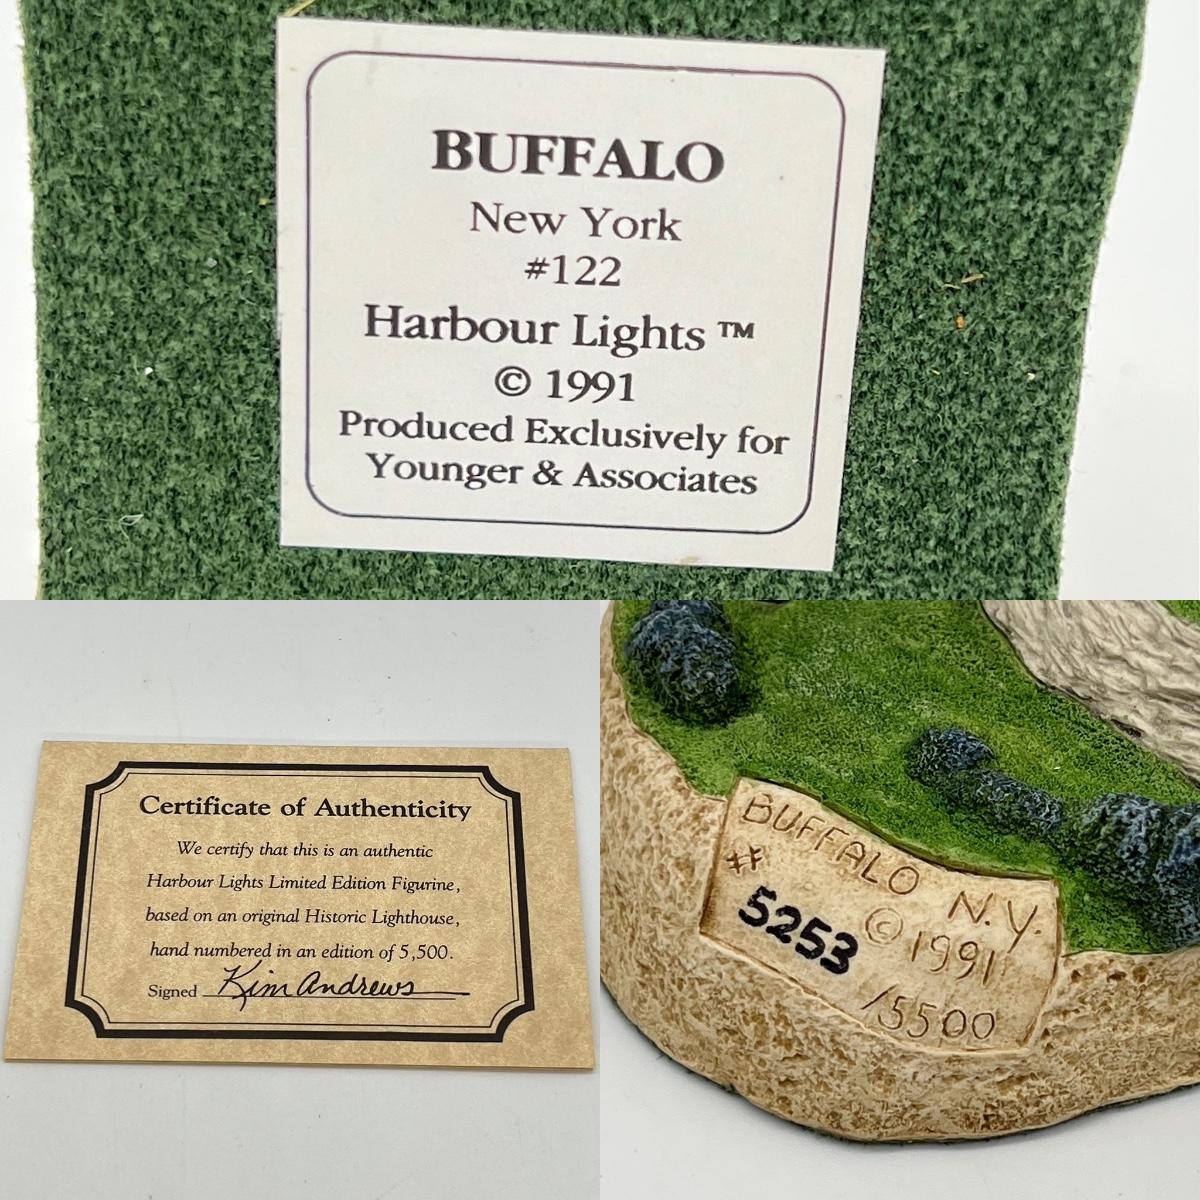 BUFFALO
New York
#122
Harbour Lights ™
© 1991
Produced Exclusively for
Younger & Associates
Certificate of Authenticity
We certify that this is an authentic
Harbour Lights Limited Edition Figurine,
based on an original Historic Lighthouse,
hand numbered in an edition of 5,500.
Signed Kim Andrews
BUFFALO N.Y.
# 5253 © 1991
/5500